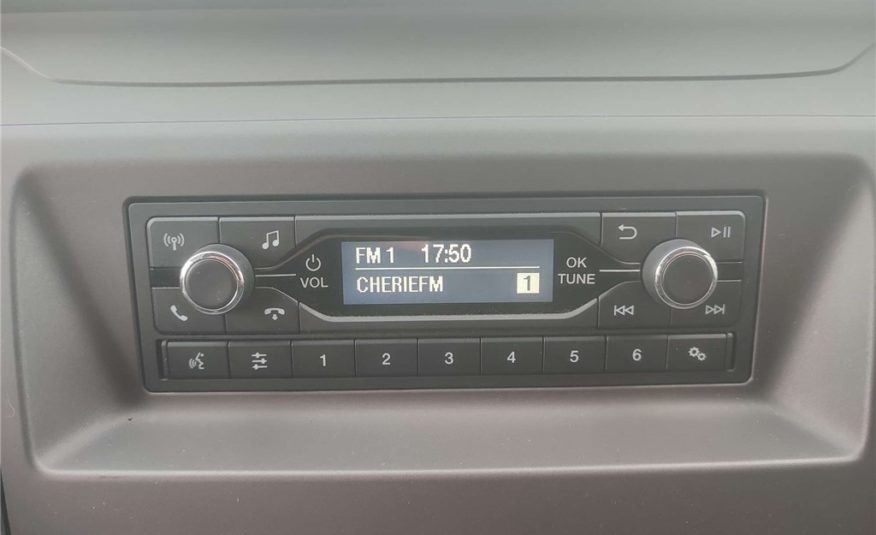 FM 1 17:50
CHERIEFM 1
VOL
OK
TUNE
1 2 3 4 5 6